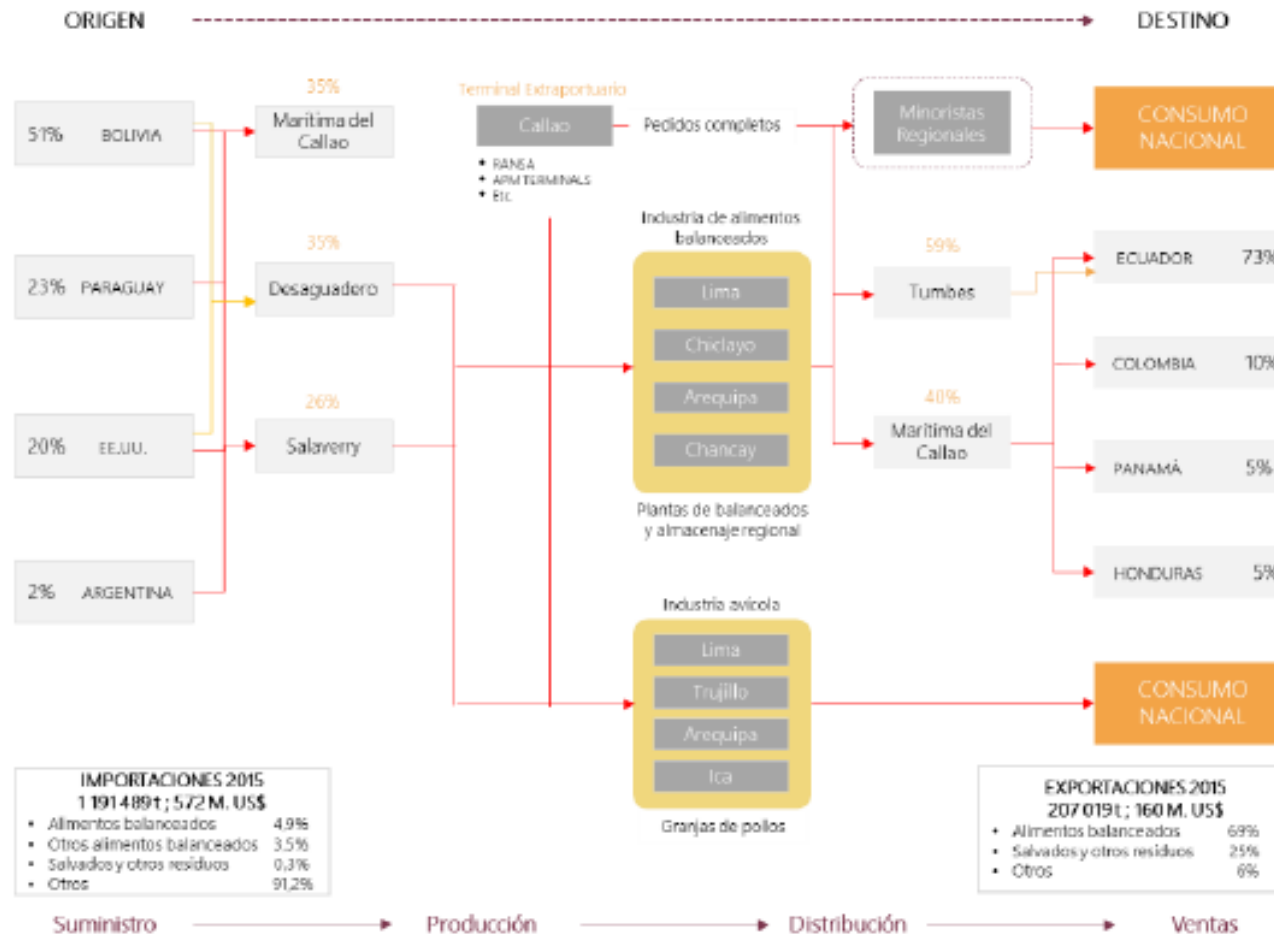 ORIGEN
DESTINO
51% BOLIVIA
23% PARAGUAY
20% EE.UU.
2% ARGENTINA
35%
Marítima del
Callao
35%
Desaguadero
26%
Salaverry
Terminal Extraportuario
Callao
• RANSA
• APM TERMINALS
• Etc.
Pedidos completos
Minoristas
Regionales
CONSUMO
NACIONAL
Industria de alimentos
balanceados
Lima
Chiclayo
Arequipa
Chancay
Plantas de balanceados
y almacenaje regional
59%
Tumbes
40%
Marítima del
Callao
ECUADOR 73%
COLOMBIA 10%
PANAMÁ 5%
HONDURAS 5%
Industria avícola
Lima
Trujillo
Arequipa
Ica
Granjas de pollos
CONSUMO
NACIONAL
IMPORTACIONES 2015
1 191 489 t ; 572 M. US$
• Alimentos balanceados 4,9%
• Otros alimentos balanceados 3,5%
• Salvados y otros residuos 0,3%
• Otros 91,2%
EXPORTACIONES 2015
207 019 t ; 160 M. US$
• Alimentos balanceados 69%
• Salvados y otros residuos 25%
• Otros 6%
Suministro
Producción
Distribución
Ventas